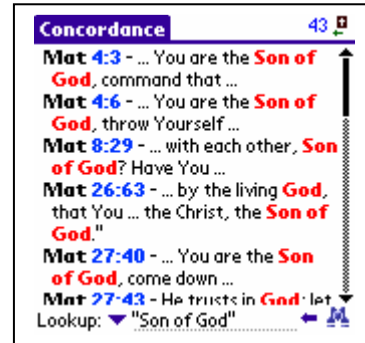 Concordance 43
Mat 4:3 - ... You are the Son of
God, command that ...
Mat 4:6 - ... You are the Son of
God, throw Yourself ...
Mat 8:29 - ... with each other, Son
of God? Have You ...
Mat 26:63 - ... by the living God,
that You ... the Christ, the Son of
God."
Mat 27:40 - ... You are the Son
of God, come down ...
Mat 27:43 - He trusts in God; let
Lookup: "Son of God"